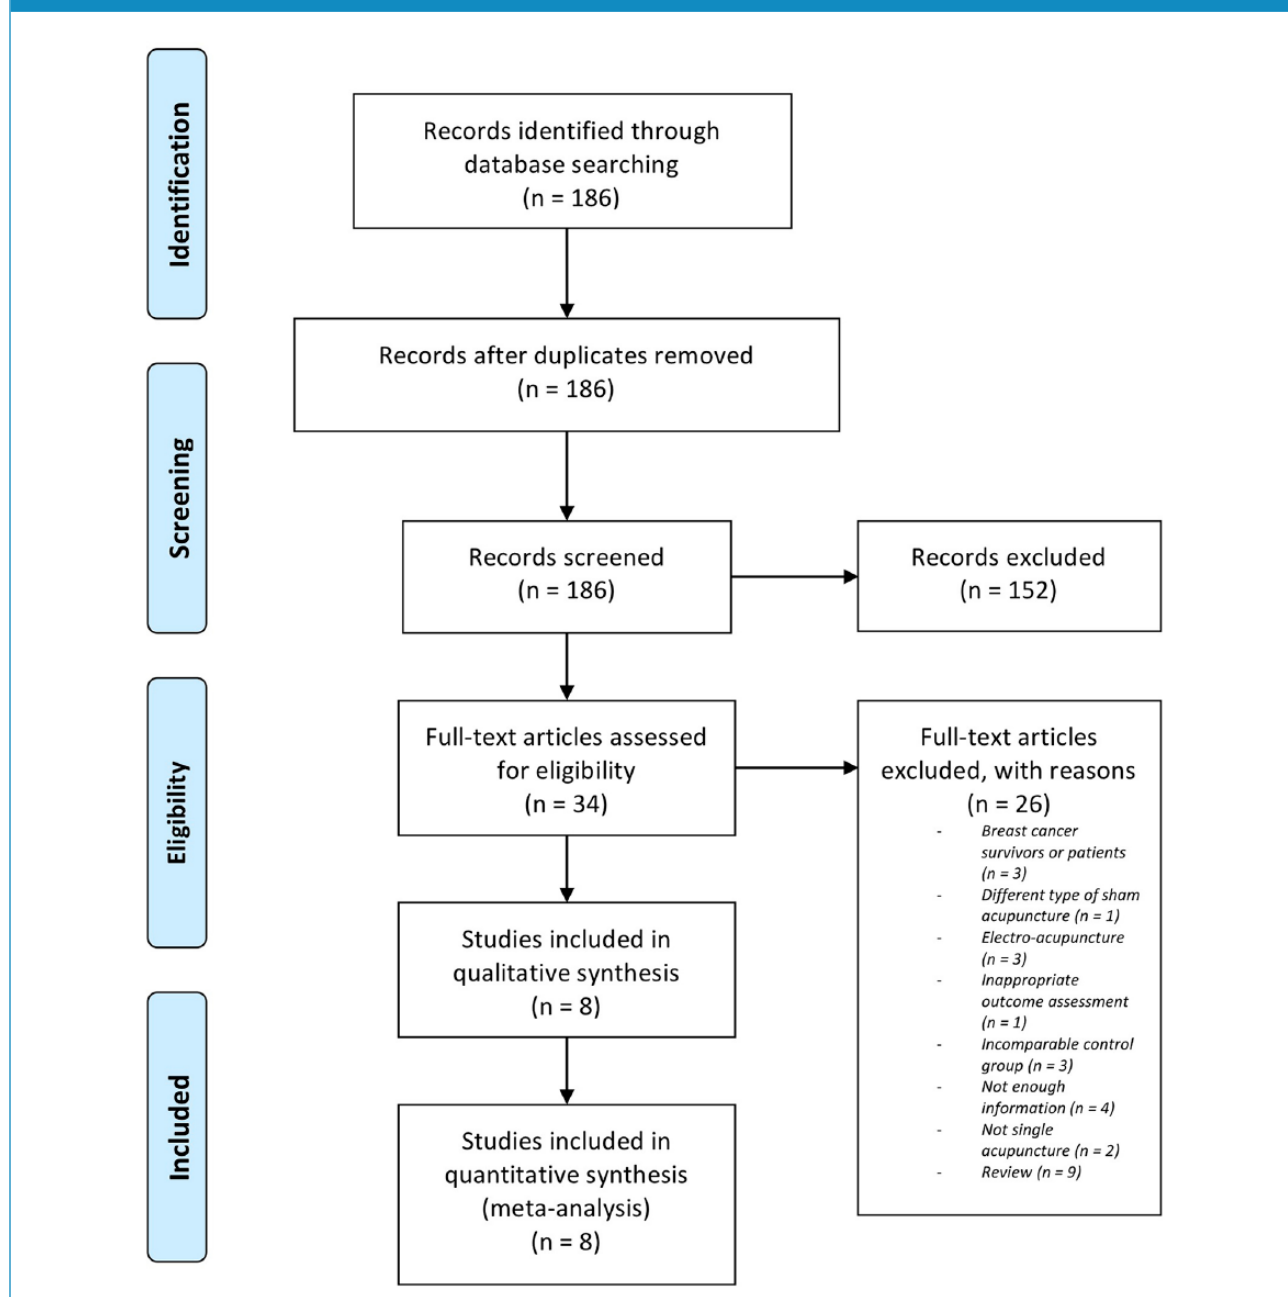 Identification
Records identified through
database searching
(n = 186)
Records after duplicates removed
(n = 186)
Screening
Records screened
(n = 186)
Records excluded
(n = 152)
Eligibility
Full-text articles assessed
for eligibility
(n = 34)
Full-text articles
excluded, with reasons
(n = 26)
- Breast cancer
survivors or patients
(n = 3)
- Different type of sham
acupuncture (n = 1)
- Electro-acupuncture
(n = 3)
- Inappropriate
outcome assessment
(n = 1)
- Incomparable control
group (n = 3)
- Not enough
information (n = 4)
- Not single
acupuncture (n = 2)
- Review (n = 9)
Studies included in
qualitative synthesis
(n = 8)
Included
Studies included in
quantitative synthesis
(meta-analysis)
(n = 8)